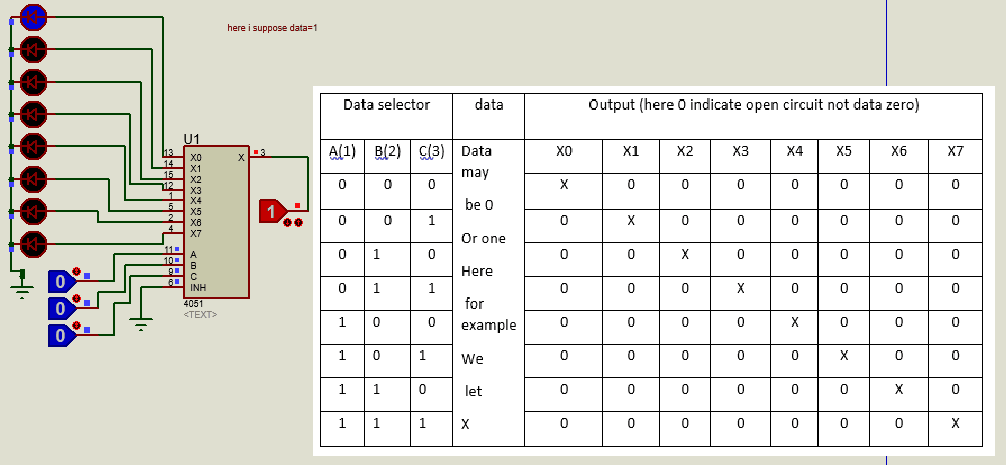 here i suppose data=1
U1
13 X0 X 3
14 X1
15 X2
12 X3
1 X4
5 X5
2 X6
4 X7
11 A
10 B
9 C
6 INH
4051
<TEXT>
1
0
0
0
Data selector data Output (here 0 indicate open circuit not data zero)
A(1) B(2) C(3) Data may X0 X1 X2 X3 X4 X5 X6 X7
0 0 0 be 0 X 0 0 0 0 0 0 0
0 0 1 Or one 0 X 0 0 0 0 0 0
0 1 0 Here 0 0 X 0 0 0 0 0
0 1 1 for 0 0 0 X 0 0 0 0
1 0 0 example 0 0 0 0 X 0 0 0
1 0 1 We 0 0 0 0 0 X 0 0
1 1 0 let 0 0 0 0 0 0 X 0
1 1 1 X 0 0 0 0 0 0 0 X